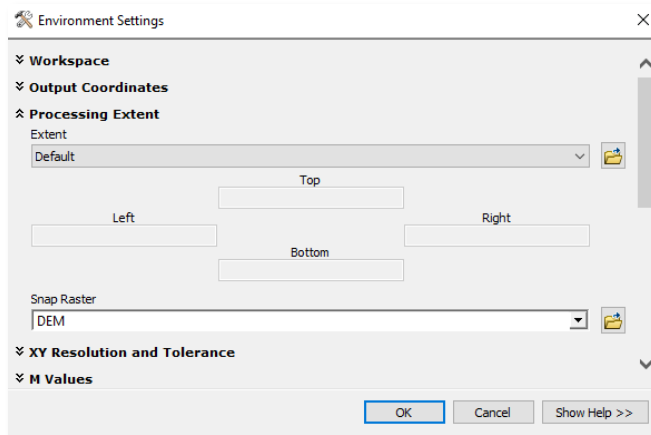 Environment Settings
Workspace
Output Coordinates
Processing Extent
Extent
Default
Top
Left
Right
Bottom
Snap Raster
DEM
XY Resolution and Tolerance
M Values
OK
Cancel
Show Help >>